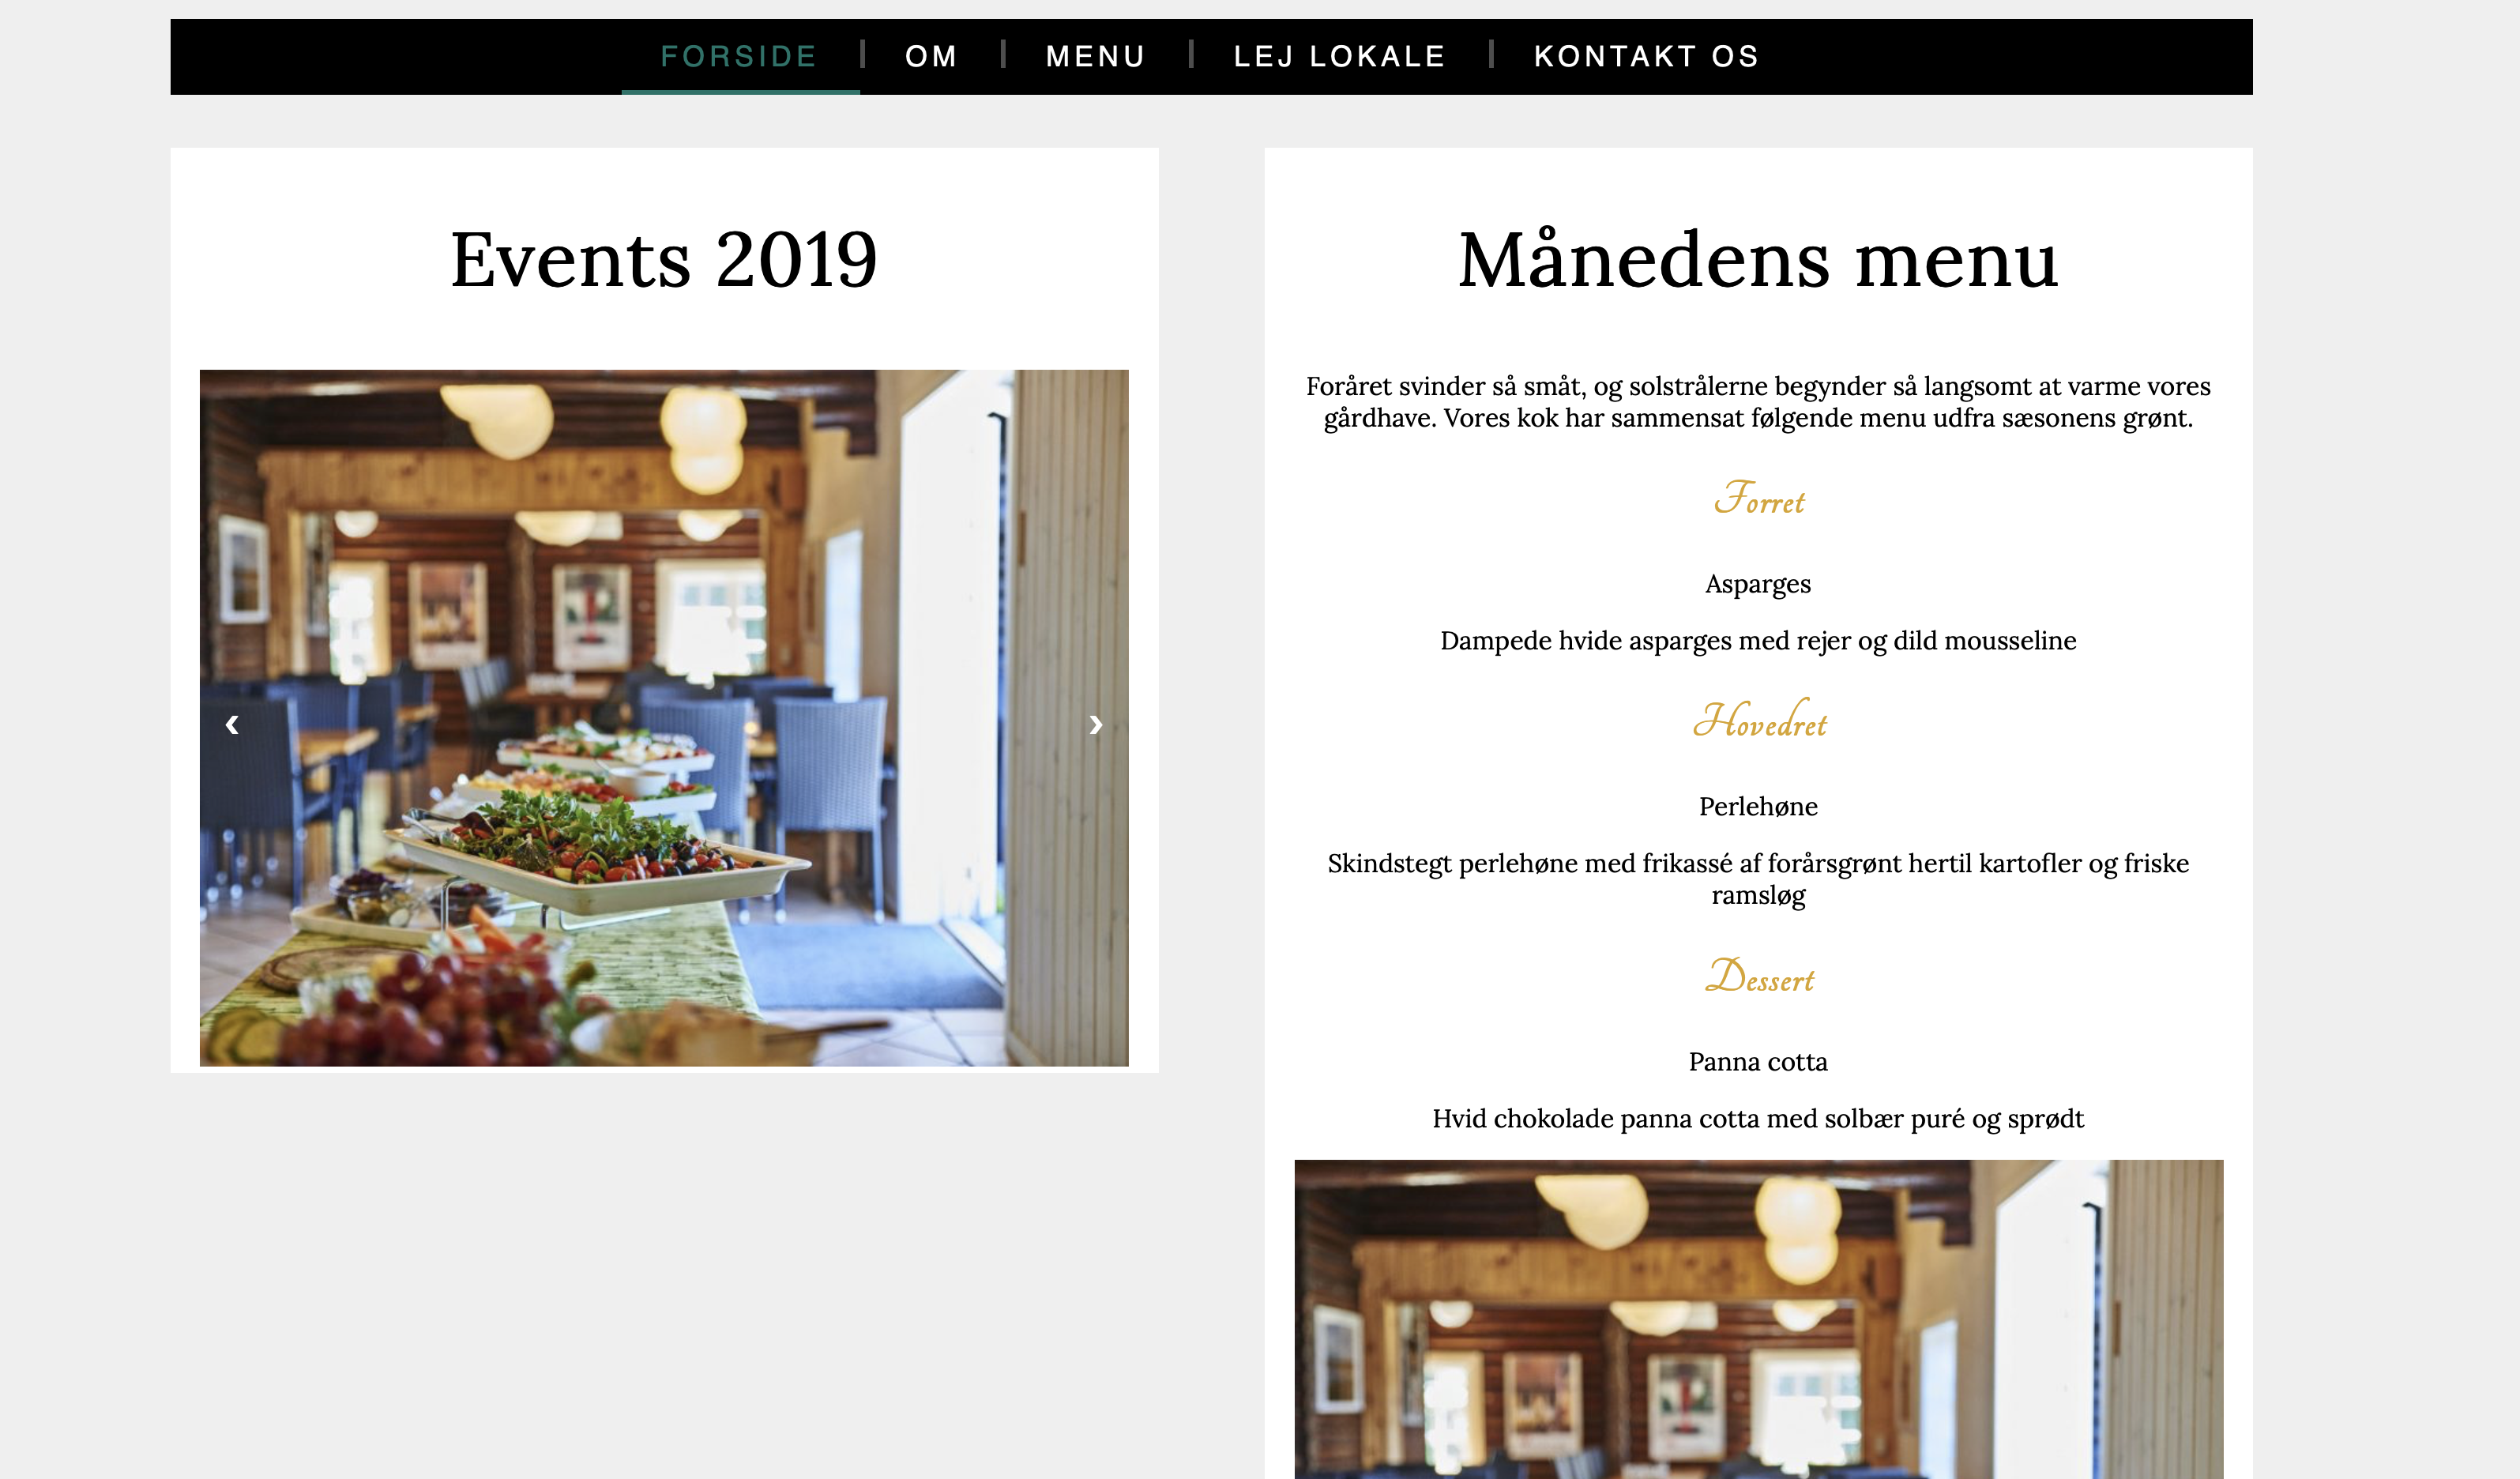 FORSIDE OM MENU LEJ LOKALE KONTAKT OS
Events 2019
Månedens menu
Foråret svinder så småt, og solstrålerne begynder så langsomt at varme vores
gårdhave. Vores kok har sammensat følgende menu udfra sæsonens grønt.
Forret
Asparges
Dampede hvide asparges med rejer og dild mousseline
Hovedret
Perlehøne
Skindstegt perlehøne med frikassé af forårsgrønt hertil kartofler og friske
ramsløg
Dessert
Panna cotta
Hvid chokolade panna cotta med solbær puré og sprødt